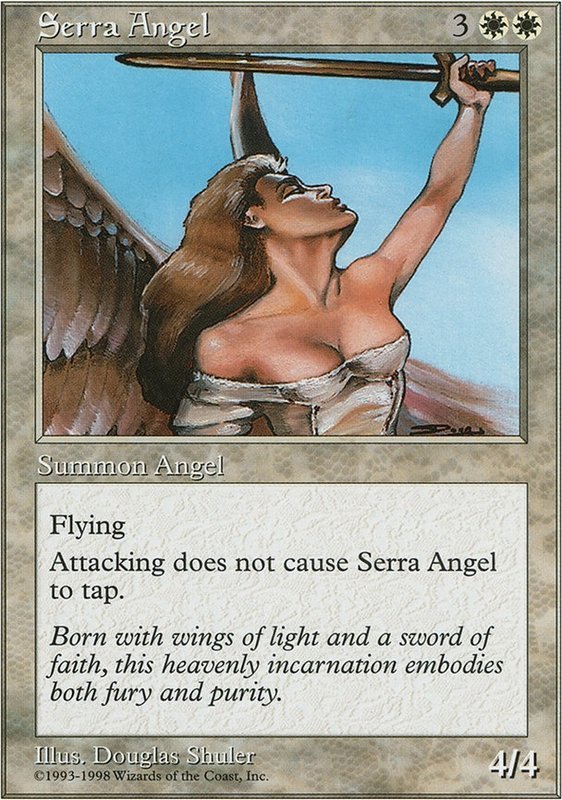 Serra Angel 3
Summon Angel
Flying
Attacking does not cause Serra Angel
to tap.
Born with wings of light and a sword of
faith, this heavenly incarnation embodies
both fury and purity.
Illus. Douglas Shuler
©1993-1998 Wizards of the Coast, Inc.
4/4